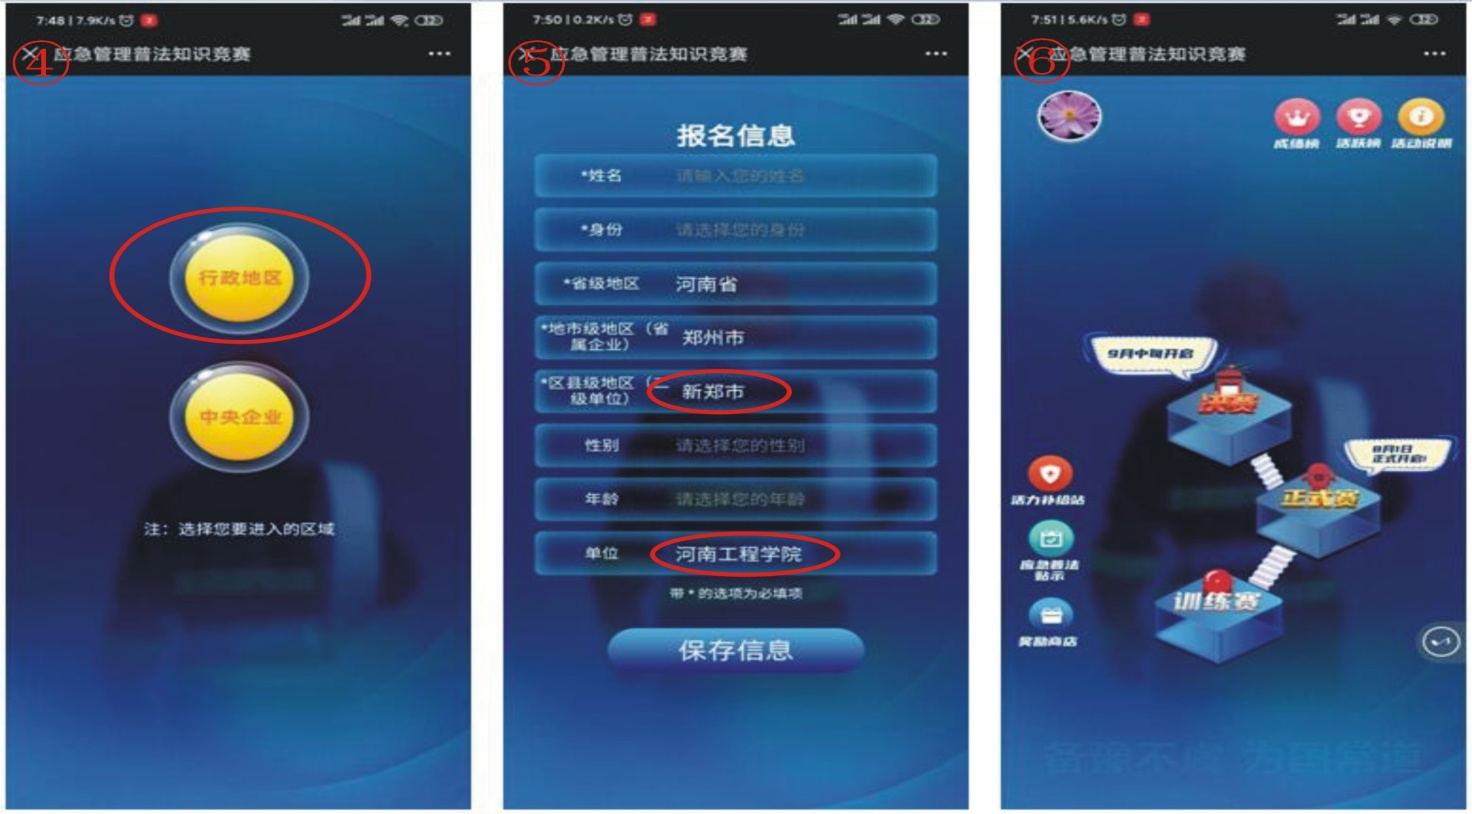 7:48 | 7.9K/s
④
应急管理普法知识竞赛
行政地区
中央企业
注：选择您要进入的区域
7:50 | 0.2K/s
⑤
应急管理普法知识竞赛
报名信息
*姓名 请输入您的姓名
*身份 请选择您的身份
*省级地区 河南省
*地市级地区（省
属企业） 郑州市
*区县级地区（二
级单位） 新郑市
性别 请选择您的性别
年龄 请选择您的年龄
单位 河南工程学院
带*的选项为必填项
保存信息
7:51 | 5.6K/s
⑥
应急管理普法知识竞赛
成绩榜 活跃榜 活动说明
9月中旬开启
决赛
正式开启!
正式赛
活力补给站
应急普法
贴示
训练赛
奖励商店
备豫不虞 为国常道